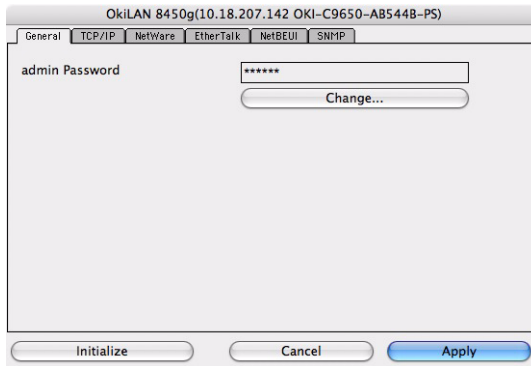 OkiLAN 8450g(10.18.207.142 OKI-C9650-AB544B-PS)
General TCP/IP NetWare EtherTalk NetBEUI SNMP
admin Password ******
Change...
Initialize Cancel Apply